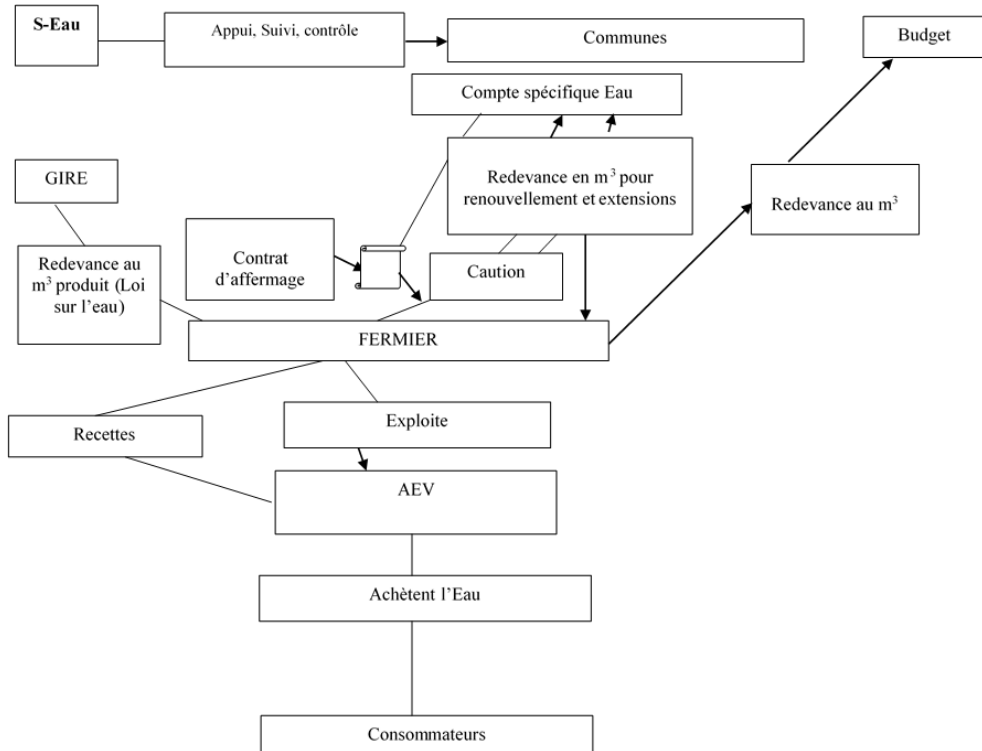 S-Eau
Appui, Suivi, contrôle
Communes
Budget
Compte spécifique Eau
Redevance en m³ pour
renouvellement et extensions
Redevance au m³
GIRE
Redevance au
m³ produit (Loi
sur l’eau)
Contrat
d’affermage
Caution
FERMIER
Recettes
Exploite
AEV
Achètent l’Eau
Consommateurs